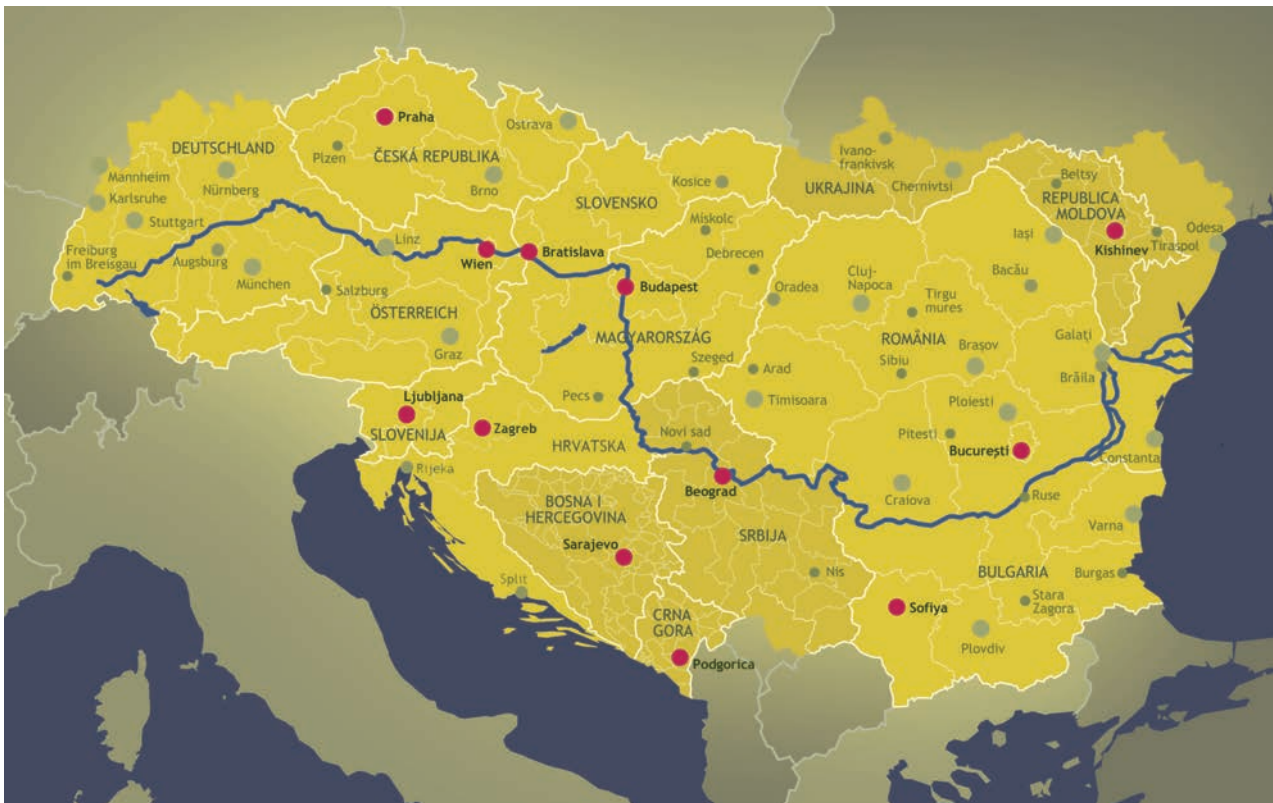 Praha
Ostrava
Plzen
ČESKÁ REPUBLIKA
Brno
DEUTSCHLAND
Mannheim
Nürnberg
Karlsruhe
Stuttgart
Freiburg
im Breisgau
Augsburg
München
Linz
Wien
Bratislava
Salzburg
ÖSTERREICH
Graz
SLOVENSKO
Kosice
Miskolc
Debrecen
Budapest
MAGYARORSZÁG
Szeged
Pecs
Ivano-
frankivsk
Chernivtsi
UKRAJINA
Beltsy
REPUBLICA
MOLDOVA
Kishinev
Tiraspol
Odesa
Iași
Bacău
Oradea
Cluj-
Napoca
Tirgu
mures
ROMÂNIA
Sibiu
Brașov
Galați
Brăila
Arad
Timisoara
Ploiesti
Pitesti
București
Craiova
Constanta
Ljubljana
SLOVENIJA
Zagreb
HRVATSKA
Rijeka
Novi sad
Beograd
BOSNA I
HERCEGOVINA
Sarajevo
SRBIJA
Nis
Split
CRNA
GORA
Podgorica
Ruse
Varna
BULGARIA
Burgas
Sofiya
Stara
Zagora
Plovdiv